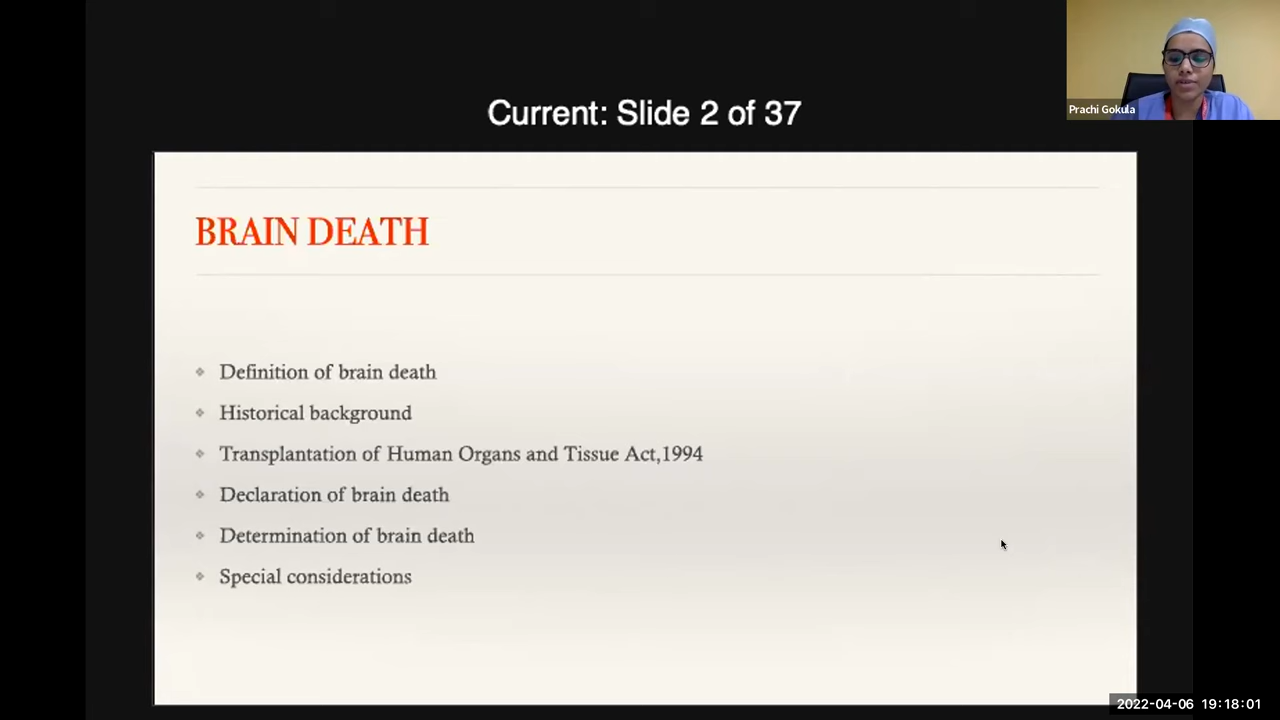 Prachi Gokula
Current: Slide 2 of 37
BRAIN DEATH
Definition of brain death
Historical background
Transplantation of Human Organs and Tissue Act,1994
Declaration of brain death
Determination of brain death
Special considerations
2022-04-06 19:18:01